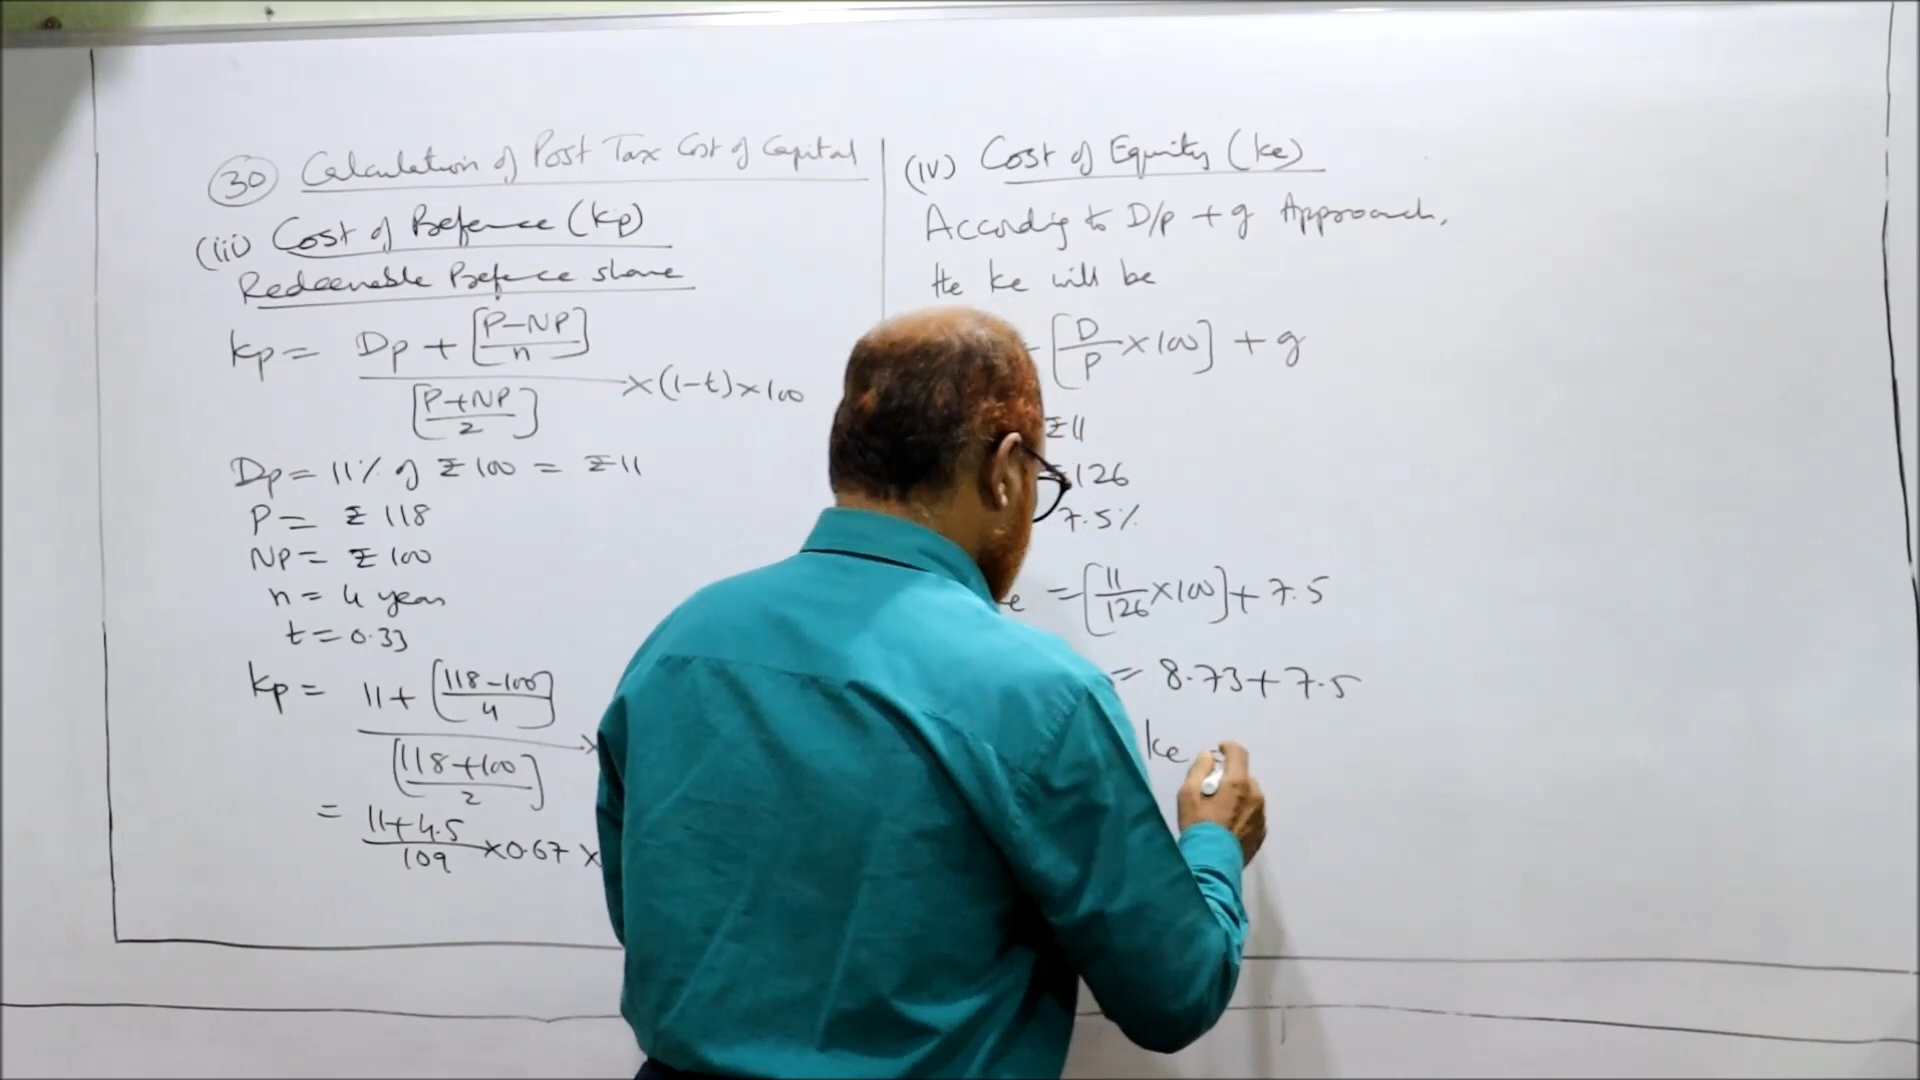 30 Calculation of Post Tax Cost of Capital
(iii) Cost of Prefernce (Kp)
Redeemable Prefence share
Kp = Dp + [P-NP / n] / [P+NP / 2] × (1-t) × 100
Dp = 11% of ₹100 = ₹11
P = ₹ 118
NP = ₹ 100
n = 4 year
t = 0.33
Kp = 11 + [118-100 / 4] / [118+100 / 2] ×
= 11+4.5 / 109 × 0.67 ×
(iv) Cost of Equity (ke)
According to D/p + g Approach,
the ke will be
[D/P × 100] + g
₹11
126
7.5%
e = [11/126 × 100] + 7.5
= 8.73 + 7.5
ke